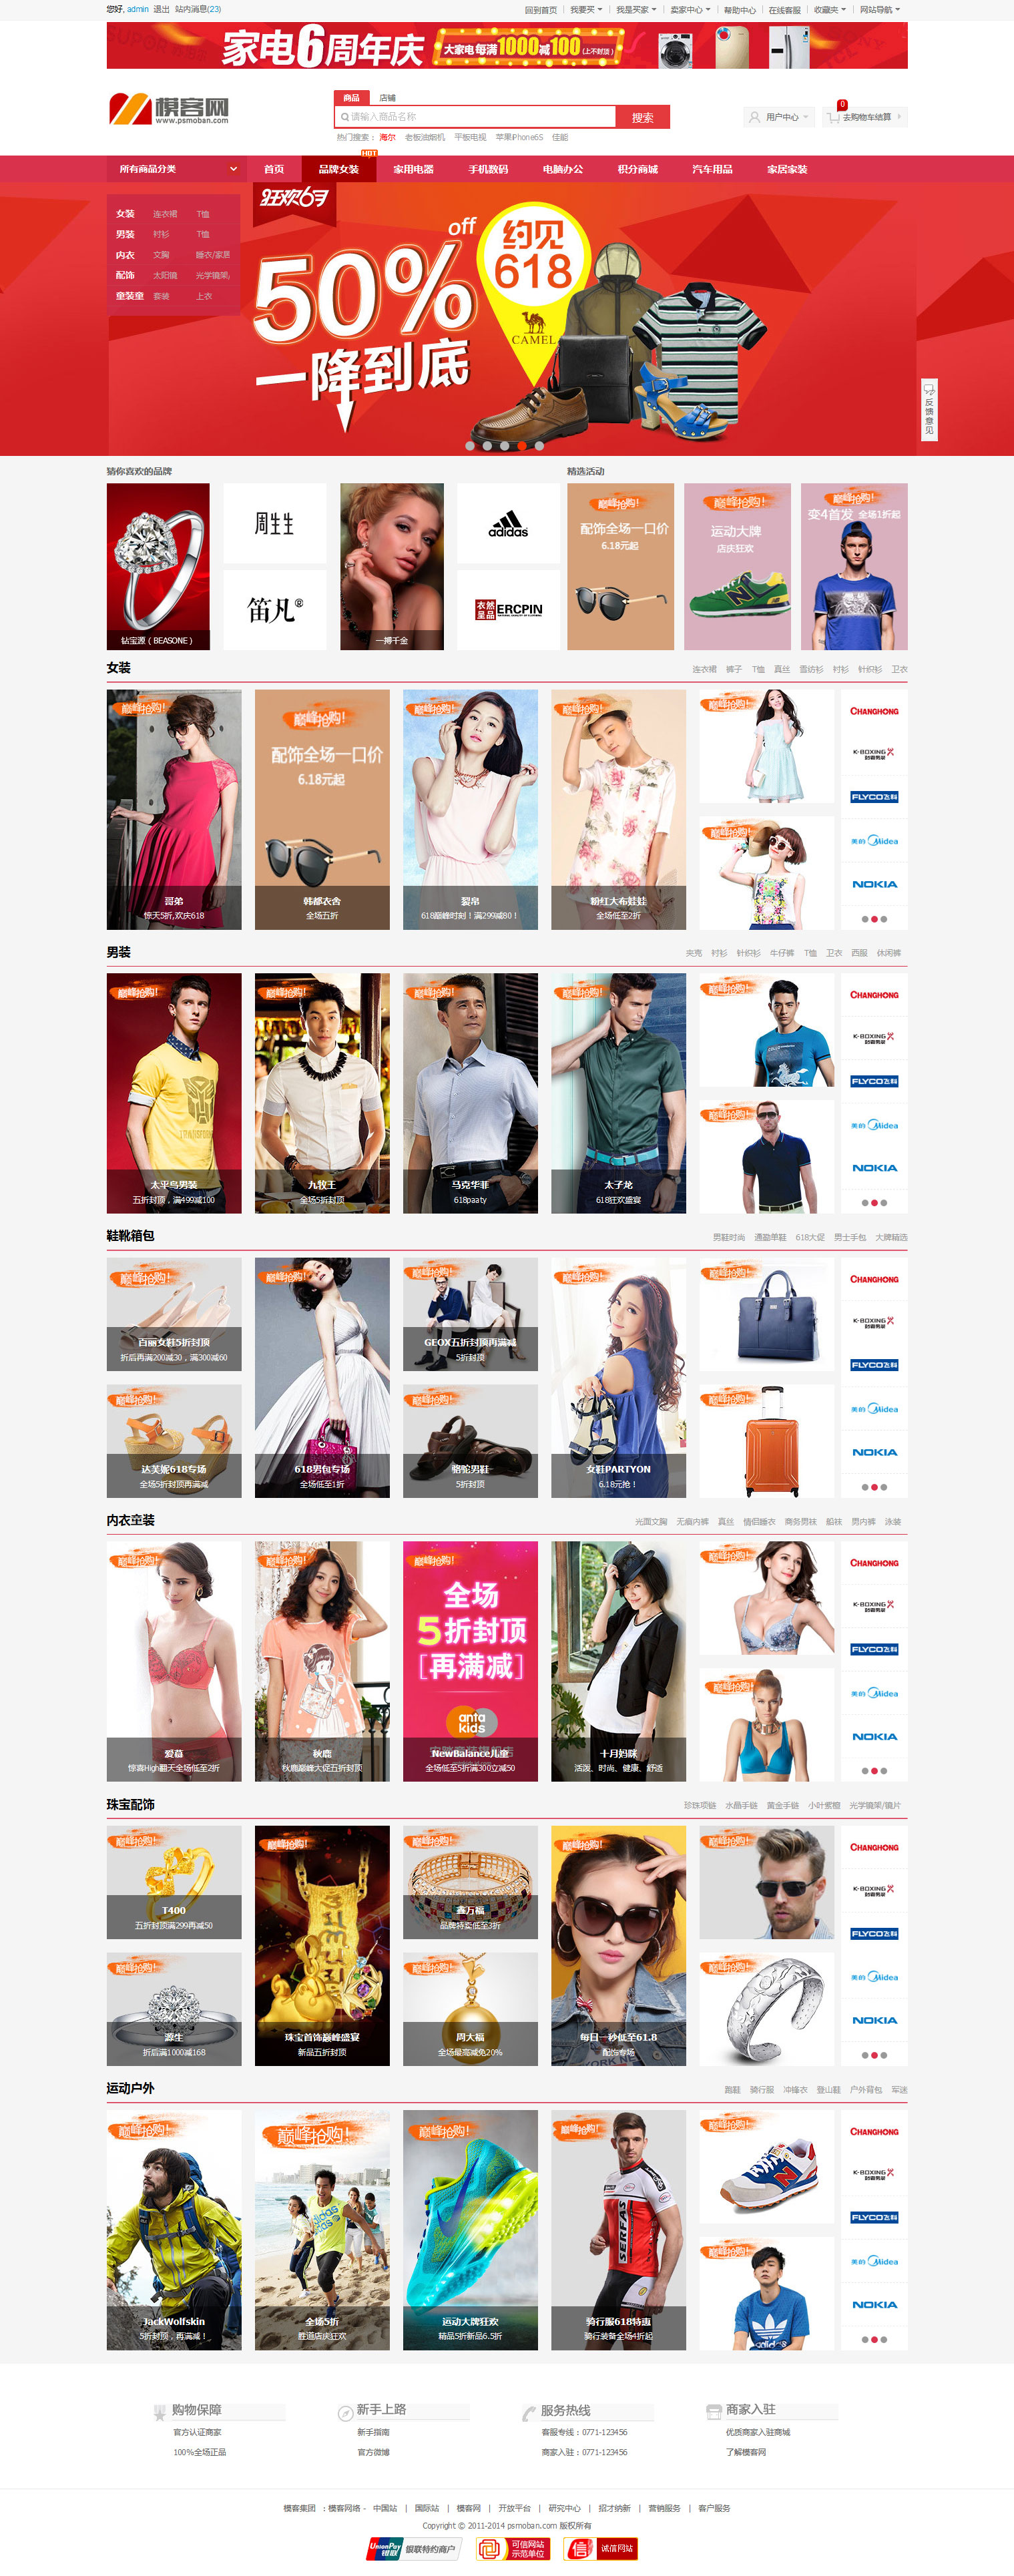 您好, admin 退出 站内消息(23)
回到首页 我要买 我是买家 卖家中心 帮助中心 在线客服 收藏夹 网站导航
家电6周年庆 大家电每满1000减100 (上不封顶)
模客网
www.psmoban.com
商品 店铺
请输入商品名称 搜索
热门搜索： 海尔 老板油烟机 平板电视 苹果iPhone6S 佳能
用户中心 0 去购物车结算
HOT
所有商品分类 首页 品牌女装 家用电器 手机数码 电脑办公 积分商城 汽车用品 家居家装
女装 连衣裙 T恤
男装 衬衫 T恤
内衣 文胸 睡衣/家居
配饰 太阳镜 光学镜架
童装童 套装 上衣
狂欢6月
50% off
一降到底
约见
618
CAMEL
反馈意见
猜你喜欢的品牌 精选活动
钻宝源（BEASONE）
周生生
笛凡®
一搏千金
adidas
衣然呈品 ERCPIN
巅峰抢购!
配饰全场一口价
6.18元起
巅峰抢购!
运动大牌
店庆狂欢
巅峰抢购!
变4首发 全场1折起
女装 连衣裙 裤子 T恤 真丝 雪纺衫 衬衫 针织衫 卫衣
巅峰抢购! 巅峰抢购! 巅峰抢购! 巅峰抢购! 巅峰抢购!
配饰全场一口价
6.18元起
巅峰抢购!
哥弟
惊天5折,欢庆618
韩都衣舍
全场五折
裂帛
618巅峰时刻！满299减80！
粉红大布娃娃
全场低至2折
CHANGHONG
K-BOXING
FLYCO飞科
美的 Midea
NOKIA
男装 夹克 衬衫 针织衫 牛仔裤 T恤 卫衣 西服 休闲裤
巅峰抢购! 巅峰抢购! 巅峰抢购! 巅峰抢购! 巅峰抢购!
巅峰抢购!
太平鸟男装
五折封顶，满499减100
九牧王
全场5折封顶
马克华菲
618paaty
太子龙
618狂欢盛宴
CHANGHONG
K-BOXING
FLYCO飞科
美的 Midea
NOKIA
鞋靴箱包 男鞋时尚 通勤单鞋 618大促 男士手包 大牌精选
巅峰抢购! 巅峰抢购! 巅峰抢购! 巅峰抢购! 巅峰抢购!
百丽女鞋5折封顶
折后再满200减30，满300减60
GEOX五折封顶再满减
5折封顶
巅峰抢购! 巅峰抢购! 巅峰抢购!
达芙妮618专场
全场5折封顶再满减
618男包专场
全场低至1折
骆驼男鞋
5折封顶
女鞋PARTYON
6.18元抢！
CHANGHONG
K-BOXING
FLYCO飞科
美的 Midea
NOKIA
内衣童装 光面文胸 无痕内裤 真丝 情侣睡衣 商务男袜 船袜 男内裤 泳装
巅峰抢购! 巅峰抢购! 巅峰抢购! 巅峰抢购!
全场
5折封顶
[再满减]
anta kids
巅峰抢购!
爱慕
惊喜High翻天全场低至2折
秋鹿
秋鹿巅峰大促五折封顶
NewBalance儿童
全场低至5折满300立减50
十月妈咪
活泼、时尚、健康、舒适
CHANGHONG
K-BOXING
FLYCO飞科
美的 Midea
NOKIA
珠宝配饰 珍珠项链 水晶手链 黄金手链 小叶紫檀 光学镜架/镜片
巅峰抢购! 巅峰抢购! 巅峰抢购! 巅峰抢购! 巅峰抢购!
T400
五折封顶满299再减50
鑫万福
品牌特卖低至3折
巅峰抢购! 巅峰抢购! 巅峰抢购!
源生
折后满1000减168
珠宝首饰巅峰盛宴
新品五折封顶
周大福
全场最高减免20%
每日一秒低至61.8
配饰专场
CHANGHONG
K-BOXING
FLYCO飞科
美的 Midea
NOKIA
运动户外 跑鞋 骑行服 冲锋衣 登山鞋 户外背包 军迷
巅峰抢购! 巅峰抢购! 巅峰抢购! 巅峰抢购! 巅峰抢购!
SERFAS
巅峰抢购!
adidas
JackWolfskin
5折封顶，再满减！
全场5折
胜道店庆狂欢
运动大牌狂欢
精品5折新品6.5折
骑行服618特惠
骑行装备全场4折起
CHANGHONG
K-BOXING
FLYCO飞科
美的 Midea
NOKIA
购物保障 新手上路 服务热线 商家入驻
官方认证商家 新手指南 客服专线：0771-123456 优质商家入驻商城
100%全场正品 官方微博 商家入驻：0771-123456 了解模客网
模客集团 ：模客网络 - 中国站 | 国际站 | 模客网 | 开放平台 | 研究中心 | 招才纳新 | 营销服务 | 客户服务
Copyright © 2011-2014 psmoban.com 版权所有
UnionPay 银联 银联特约商户 可信网站示范单位 信 诚信网站